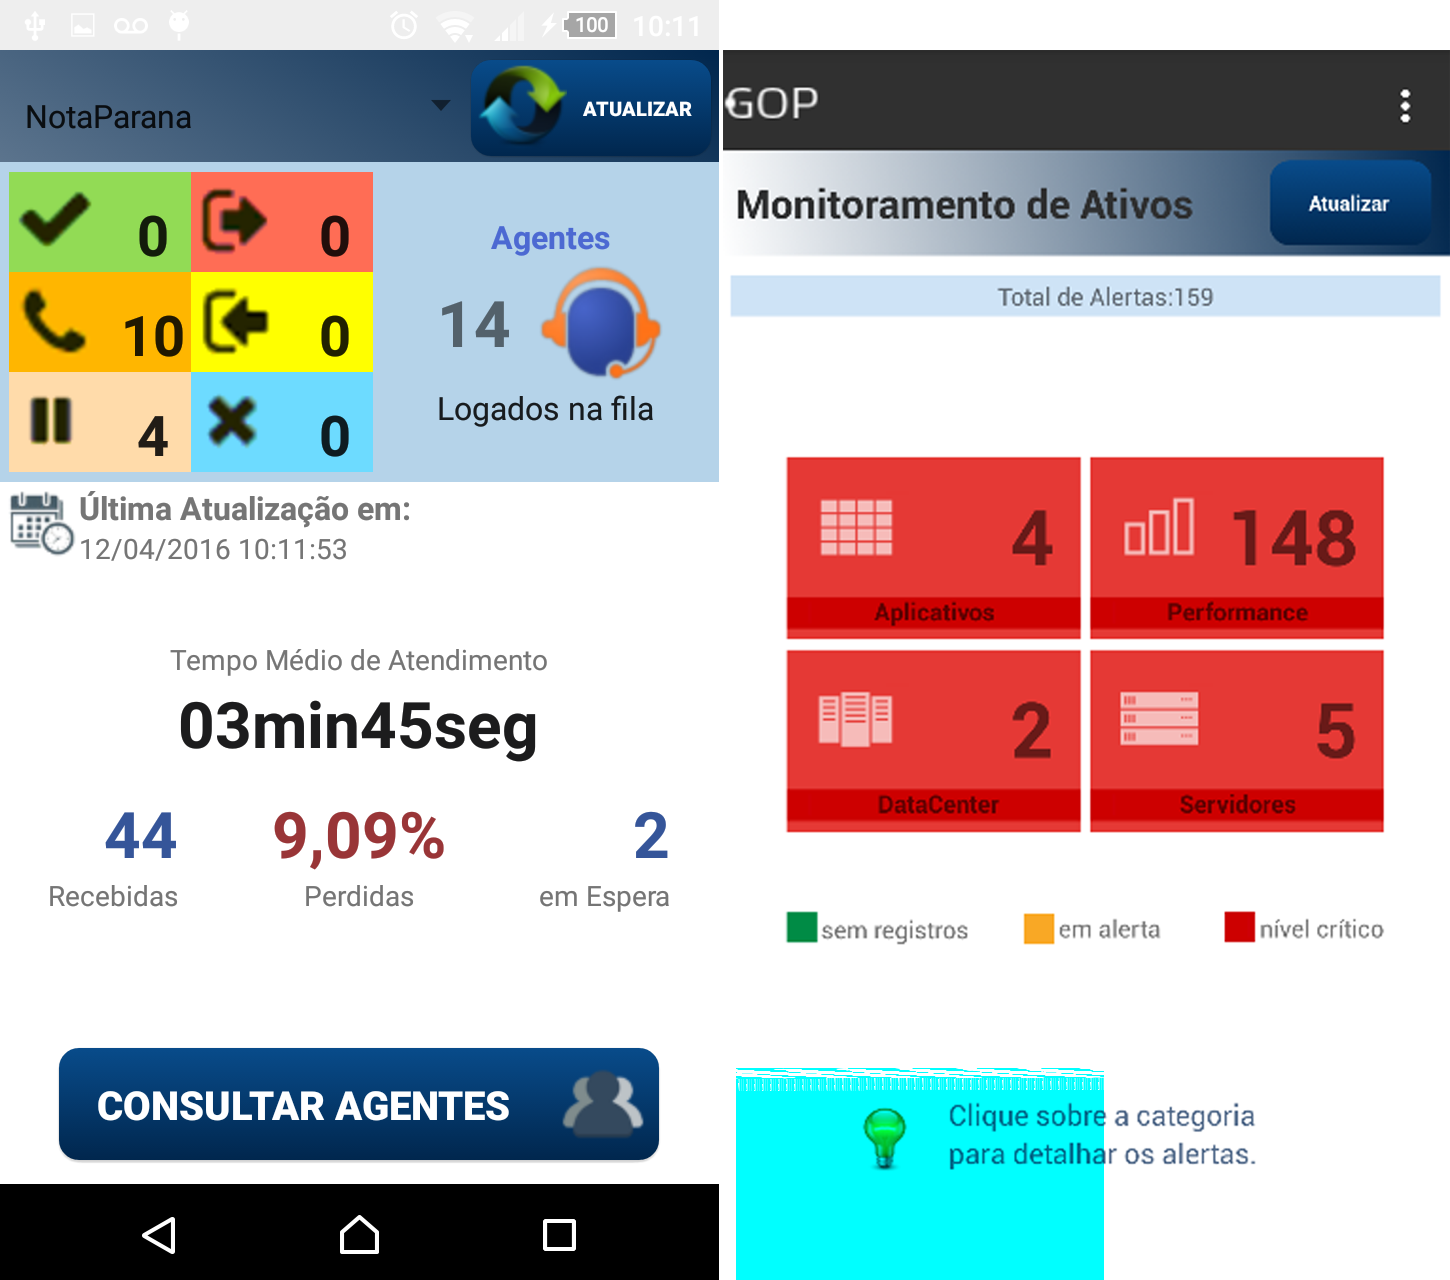 100 10:11
NotaParana
ATUALIZAR
0 0
10 0
4 0
Agentes
14
Logados na fila
Última Atualização em:
12/04/2016 10:11:53
Tempo Médio de Atendimento
03min45seg
44 9,09% 2
Recebidas Perdidas em Espera
CONSULTAR AGENTES
GOP
Monitoramento de Ativos
Atualizar
Total de Alertas:159
4 148
Aplicativos Performance
2 5
DataCenter Servidores
sem registros em alerta nível crítico
Clique sobre a categoria
para detalhar os alertas.